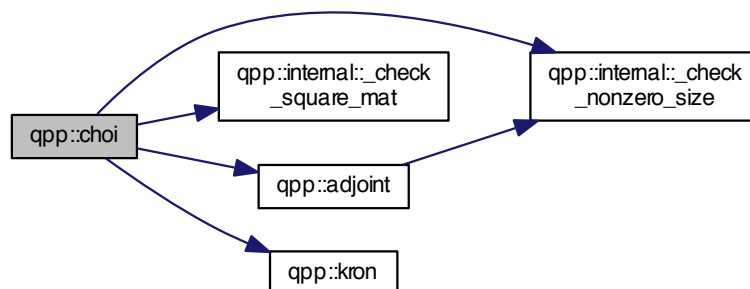 qpp::choi
qpp::internal::_check
_square_mat
qpp::adjoint
qpp::kron
qpp::internal::_check
_nonzero_size